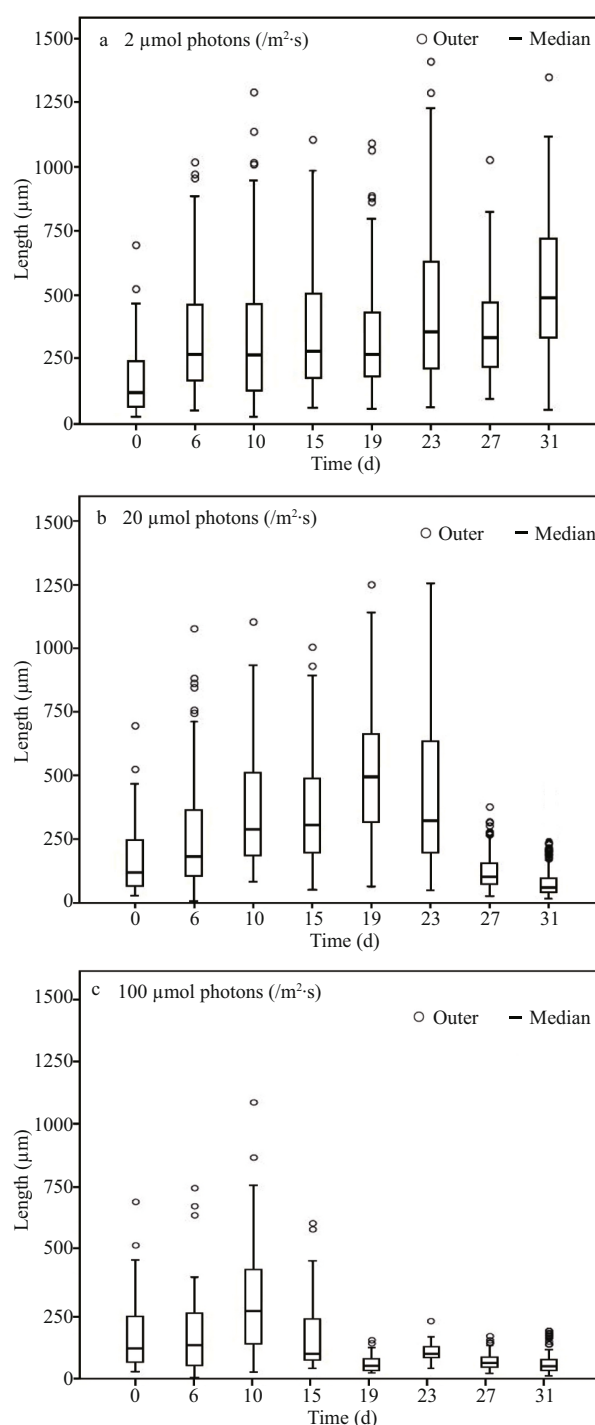 a 2 µmol photons (/m²·s)
Outer
Median
1500
1250
1000
750
500
250
0
Length (µm)
0 6 10 15 19 23 27 31
Time (d)
b 20 µmol photons (/m²·s)
Outer
Median
1500
1250
1000
750
500
250
0
Length (µm)
0 6 10 15 19 23 27 31
Time (d)
c 100 µmol photons (/m²·s)
Outer
Median
1500
1250
1000
750
500
250
0
Length (µm)
0 6 10 15 19 23 27 31
Time (d)